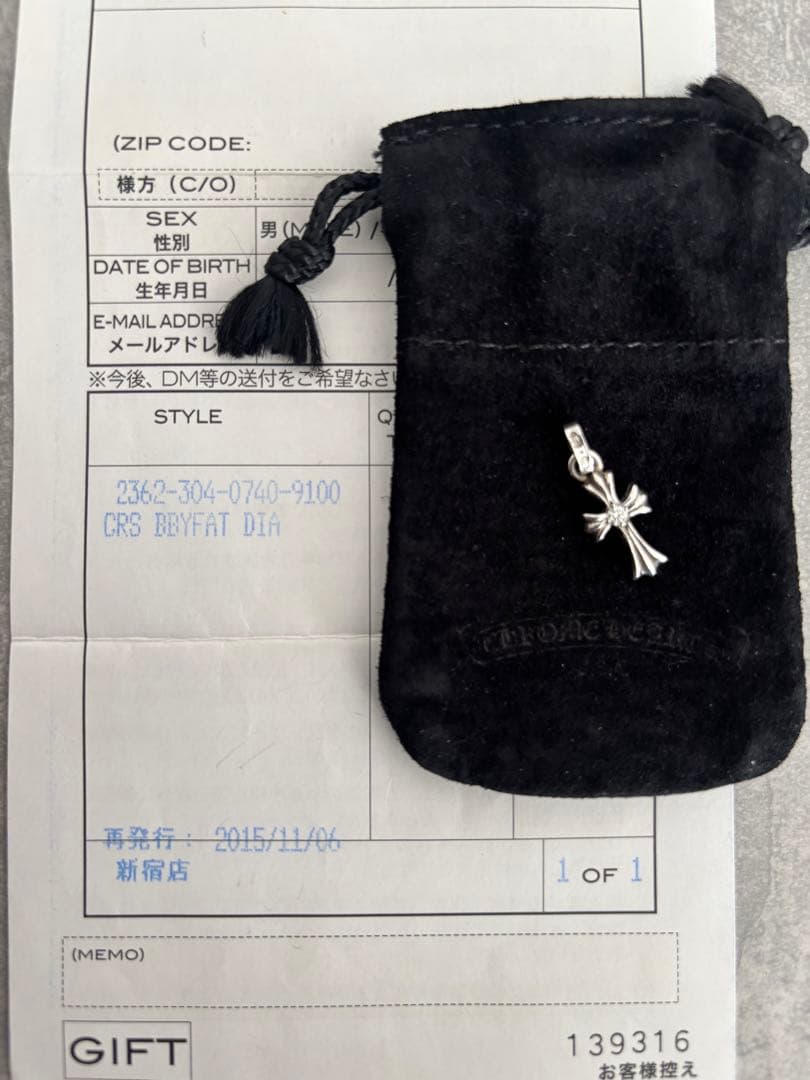 (ZIP CODE:
様方 (C/O)
SEX
性別
男(M
DATE OF BIRTH
生年月日
/
E-MAIL ADDRE
メールアドレ
※今後、DM等の送付をご希望なさい
STYLE
2362-304-0740-9100
CRS BBYFAT DIA
CHROME HEARTS
再発行: 2015/11/06
新宿店
1 OF 1
(MEMO)
GIFT
139316
お客様控え